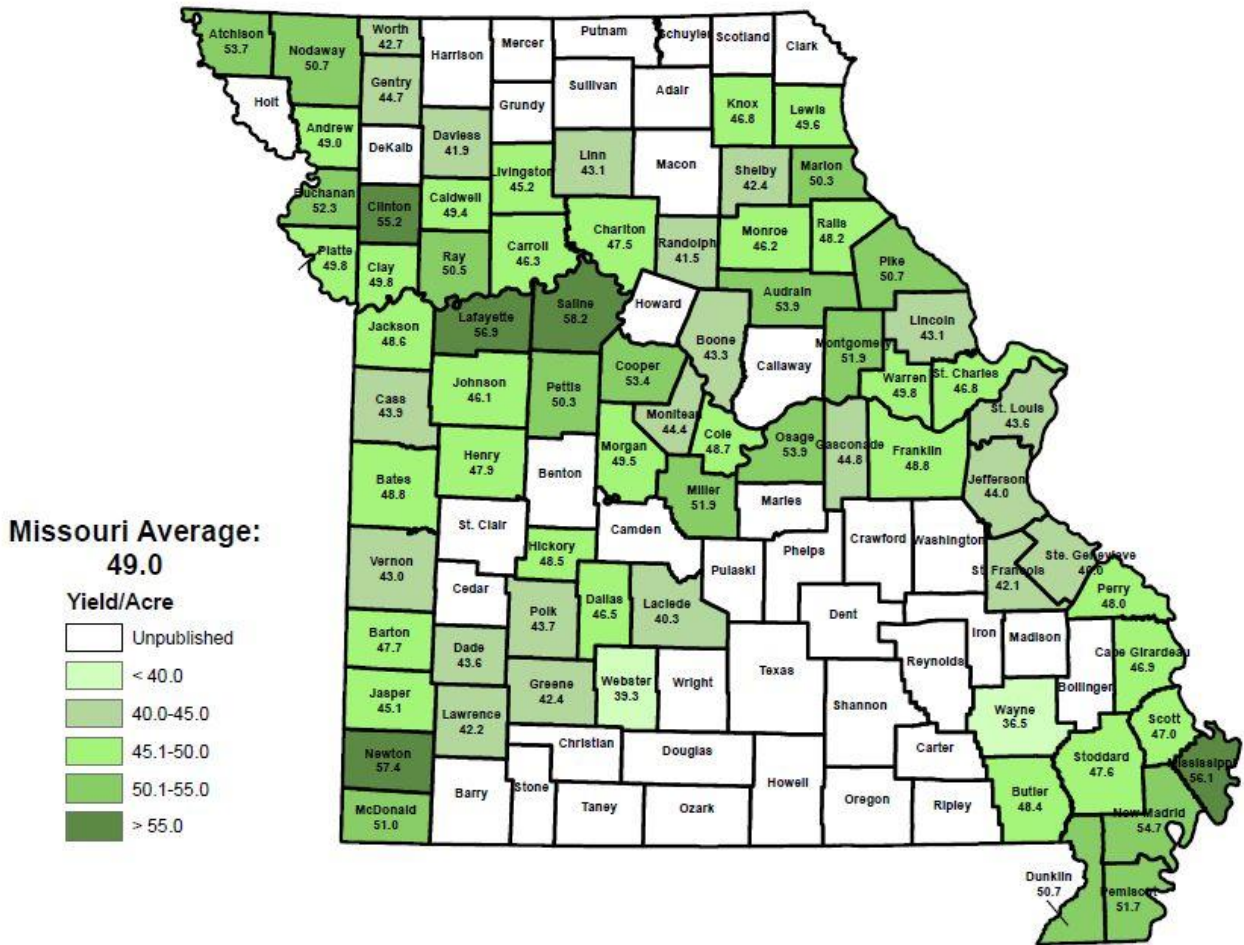 Atchison
53.7
Nodaway
50.7
Worth
42.7
Harrison
Mercer
Putnam
Schuyler
Scotland
Clark
Gentry
44.7
Sullivan
Adair
Knox
46.8
Lewis
49.6
Holt
Andrew
49.0
DeKalb
Daviess
41.9
Grundy
Linn
43.1
Macon
Shelby
42.4
Marion
50.3
Buchanan
52.3
Clinton
55.2
Caldwell
49.4
Livingston
45.2
Chariton
47.5
Randolph
41.5
Monroe
46.2
Ralls
48.2
Platte
49.8
Clay
49.8
Ray
50.5
Carroll
46.3
Pike
50.7
Audrain
53.9
Jackson
48.6
Lafayette
56.9
Saline
58.2
Howard
Boone
43.3
Callaway
Montgomery
51.9
Lincoln
43.1
Warren
49.8
St. Charles
46.8
St. Louis
43.6
Cass
43.9
Johnson
46.1
Pettis
50.3
Cooper
53.4
Moniteau
44.4
Cole
48.7
Osage
53.9
Gasconade
44.8
Franklin
48.8
Jefferson
44.0
Bates
48.8
Henry
47.9
Benton
Morgan
49.5
Miller
51.9
Maries
Missouri Average:
49.0
Yield/Acre
Unpublished
< 40.0
40.0-45.0
45.1-50.0
50.1-55.0
> 55.0
St. Clair
Hickory
48.5
Camden
Pulaski
Phelps
Crawford
Washington
St Francois
42.1
Ste. Genevieve
Perry
48.0
Vernon
43.0
Cedar
Polk
43.7
Dallas
46.5
Laclede
40.3
Dent
Iron
Madison
Cape Girardeau
46.9
Bollinger
Barton
47.7
Dade
43.6
Greene
42.4
Webster
39.3
Wright
Texas
Reynolds
Shannon
Wayne
36.5
Scott
47.0
Mississippi
56.1
Jasper
45.1
Lawrence
42.2
Christian
Douglas
Carter
Stoddard
47.6
Newton
57.4
Barry
Stone
Taney
Ozark
Howell
Oregon
Ripley
Butler
48.4
New Madrid
54.7
McDonald
51.0
Dunklin
50.7
Pemiscot
51.7